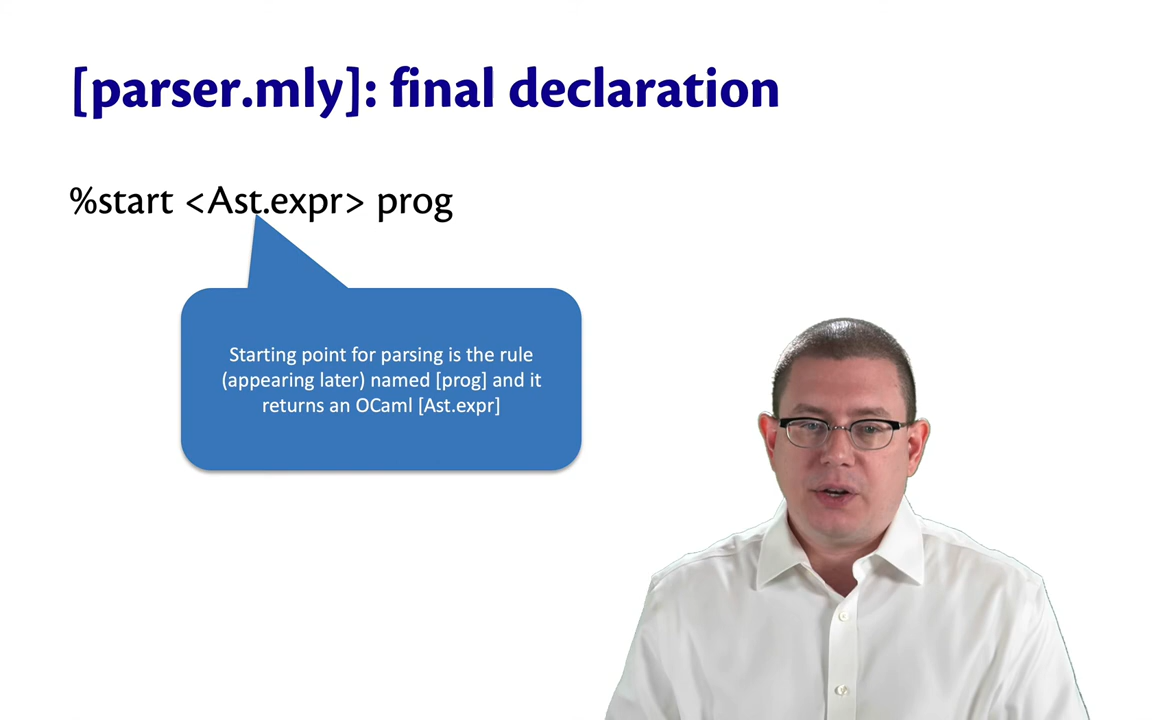 [parser.mly]: final declaration
%start <Ast.expr> prog
Starting point for parsing is the rule
(appearing later) named [prog] and it
returns an OCaml [Ast.expr]